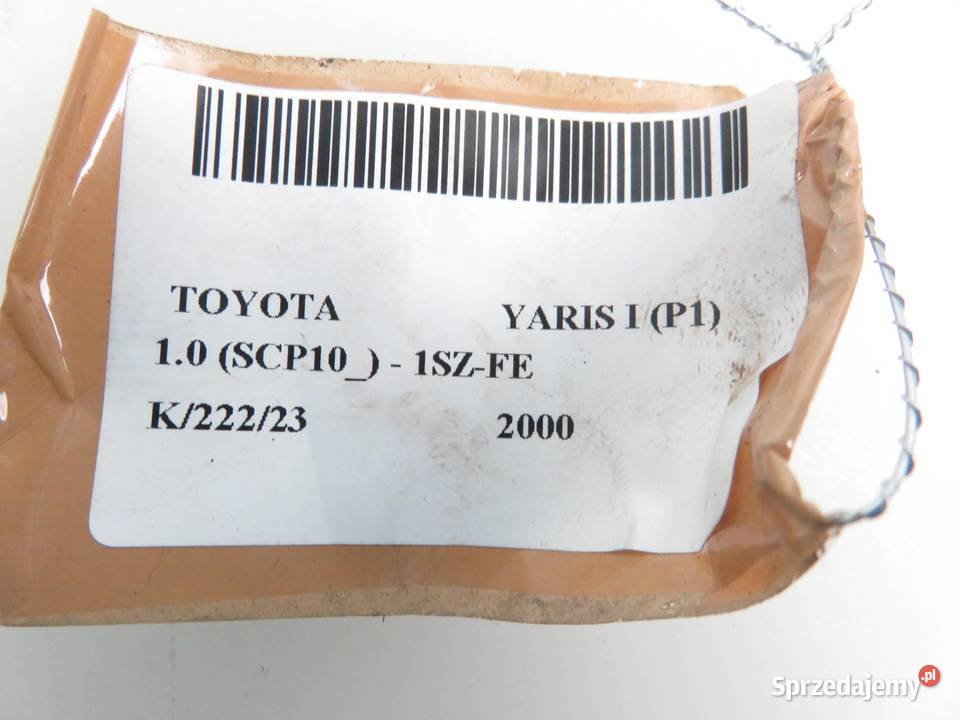 TOYOTA YARIS I (P1)
1.0 (SCP10_) - 1SZ-FE
K/222/23 2000
Sprzedajemy.pl